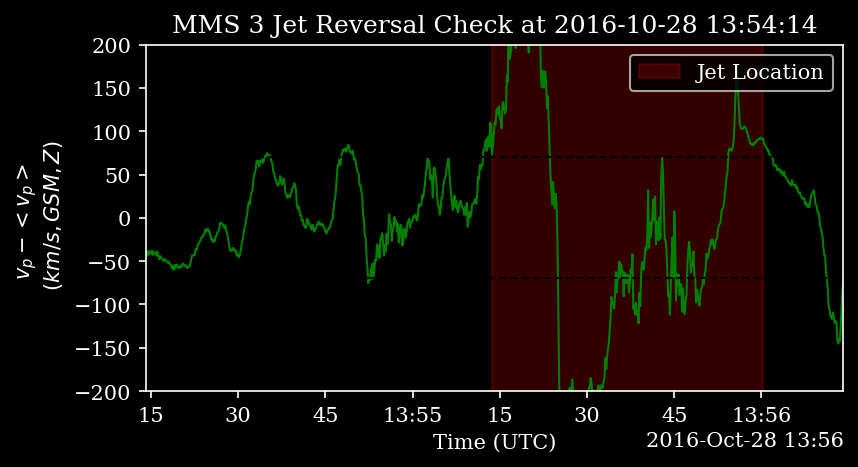 MMS 3 Jet Reversal Check at 2016-10-28 13:54:14
Jet Location
v_p − < v_p >
(km/s, GSM, Z)
200
150
100
50
0
−50
−100
−150
−200
15 30 45 13:55 15 30 45 13:56
Time (UTC)
2016-Oct-28 13:56